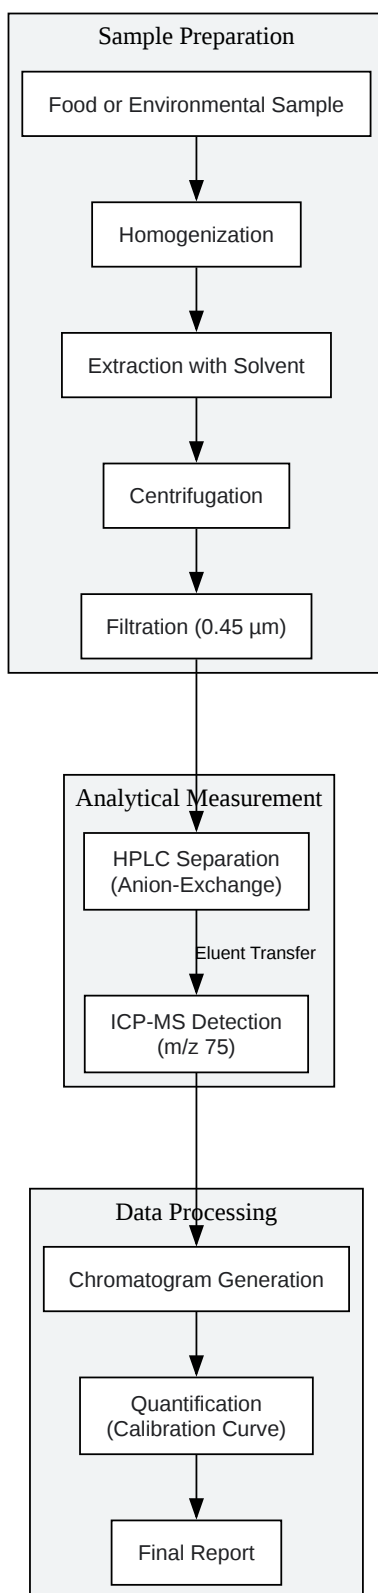 Sample Preparation
Food or Environmental Sample
Homogenization
Extraction with Solvent
Centrifugation
Filtration (0.45 µm)
Analytical Measurement
HPLC Separation
(Anion-Exchange)
Eluent Transfer
ICP-MS Detection
(m/z 75)
Data Processing
Chromatogram Generation
Quantification
(Calibration Curve)
Final Report